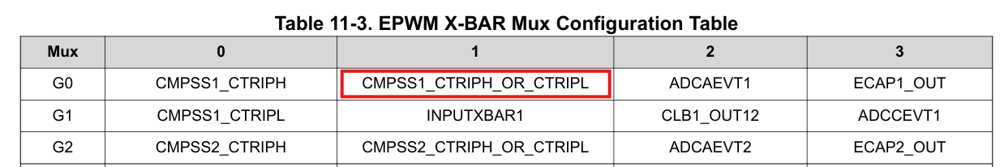 Table 11-3. EPWM X-BAR Mux Configuration Table
Mux 0 1 2 3
G0 CMPSS1_CTRIPH CMPSS1_CTRIPH_OR_CTRIPL ADCAEVT1 ECAP1_OUT
G1 CMPSS1_CTRIPL INPUTXBAR1 CLB1_OUT12 ADCCEVT1
G2 CMPSS2_CTRIPH CMPSS2_CTRIPH_OR_CTRIPL ADCAEVT2 ECAP2_OUT